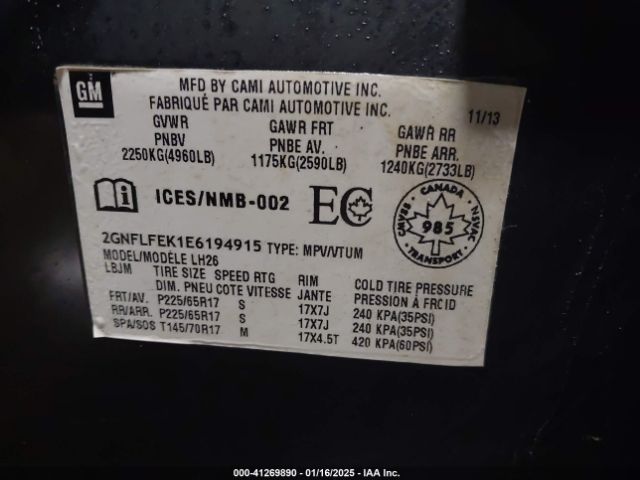 GM
MFD BY CAMI AUTOMOTIVE INC.
FABRIQUÉ PAR CAMI AUTOMOTIVE INC.
11/13
GVWR GAWR FRT GAWR RR
PNBV PNBE AV. PNBE ARR.
2250KG(4960LB) 1175KG(2590LB) 1240KG(2733LB)
ICES/NMB-002 EC
CANADA
CMVSS 985 NSVAC
TRANSPORT
2GNFLFEK1E6194915 TYPE: MPV/VTUM
MODEL/MODÈLE LH26
LBJM TIRE SIZE SPEED RTG RIM COLD TIRE PRESSURE
DIM. PNEU COTE VITESSE JANTE PRESSION À FROID
FRT/AV. P225/65R17 S 17X7J 240 KPA(35PSI)
RR/ARR. P225/65R17 S 17X7J 240 KPA(35PSI)
SPA/SOS T145/70R17 M 17X4.5T 420 KPA(60PSI)
000-41269890 - 01/16/2025 - IAA Inc.